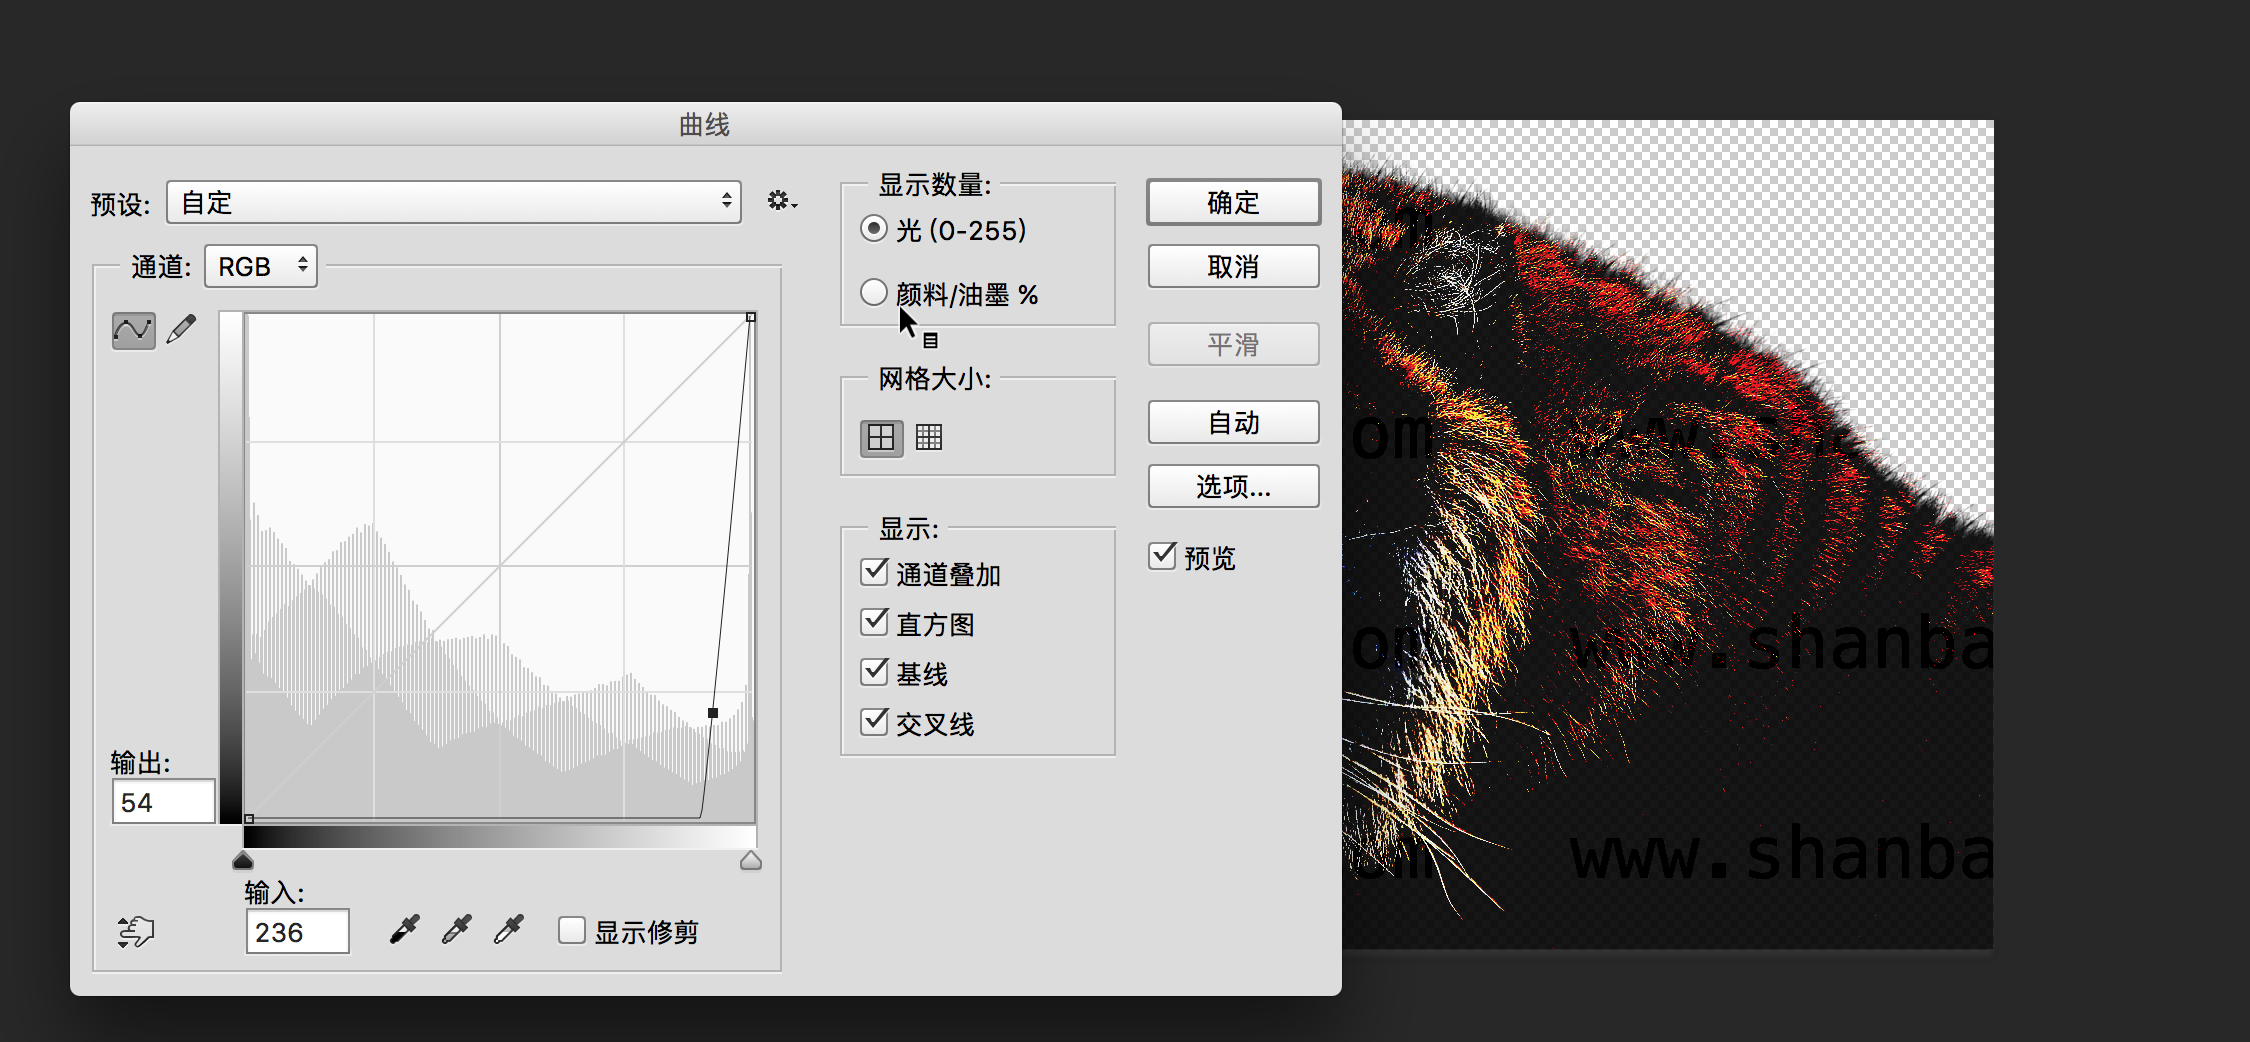 曲线
预设:
自定
通道:
RGB
输出:
54
输入:
236
显示修剪
显示数量:
光 (0-255)
颜料/油墨 %
网格大小:
显示:
通道叠加
直方图
基线
交叉线
确定
取消
平滑
自动
选项...
预览
m
om
www.sha
om
www.shanba
om
www.shanba